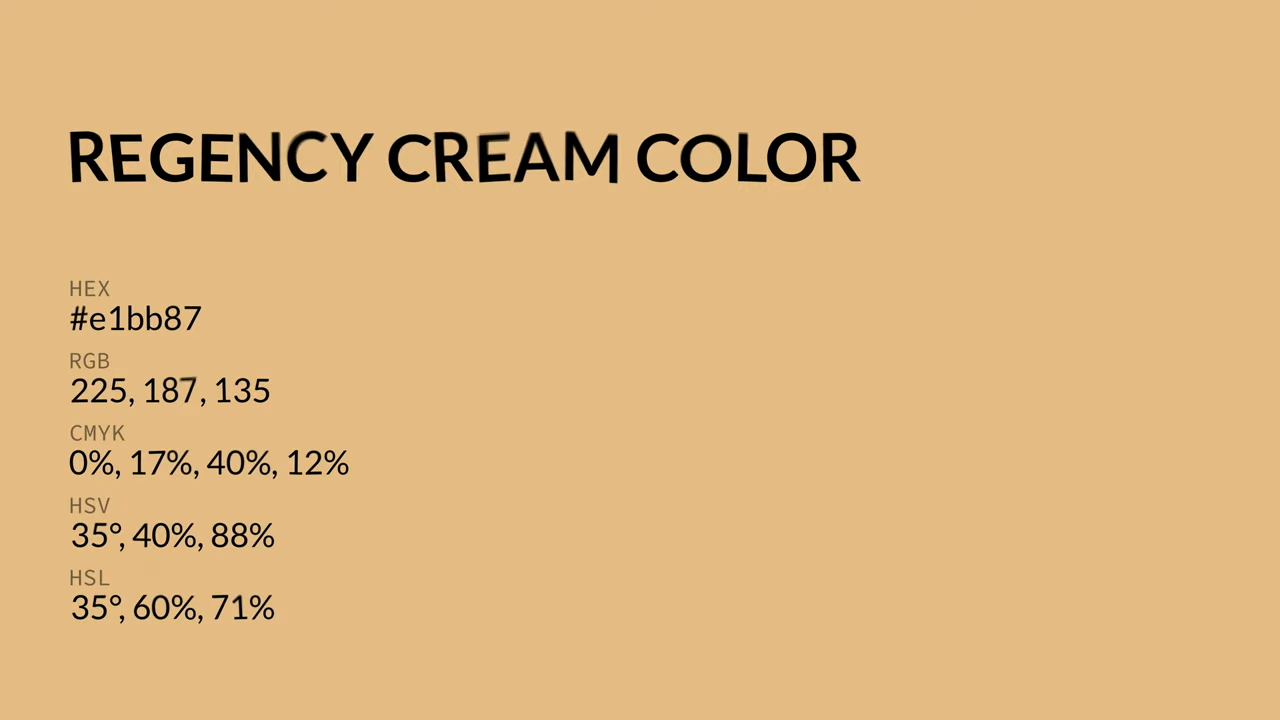 REGENCY CREAM COLOR
HEX
#e1bb87
RGB
225, 187, 135
CMYK
0%, 17%, 40%, 12%
HSV
35°, 40%, 88%
HSL
35°, 60%, 71%